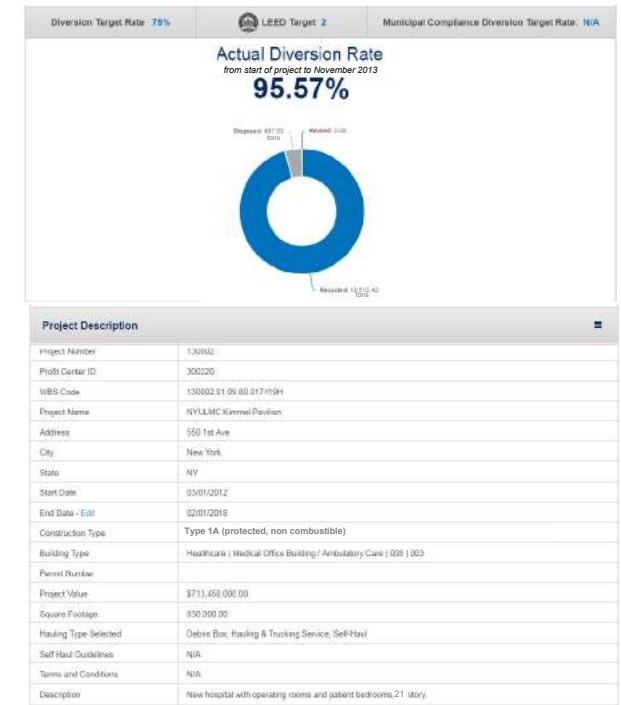 Diversion Target Rate 75% LEED Target 2 Municipal Compliance Diversion Target Rate: N/A
Actual Diversion Rate
from start of project to November 2013
95.57%
Disposed: tons Reused: 0.00
Recycled: tons
Project Description
Project Number 130002
Profit Center ID 300220
WBS Code
Project Name NYULMC Kimmel Pavilion
Address 550 1st Ave
City New York
State NY
Start Date 03/01/2012
End Date - Edit 02/01/2018
Construction Type Type 1A (protected, non combustible)
Building Type Healthcare | Medical Office Building / Ambulatory Care | 008 | 003
Permit Number
Project Value $713,450,000.00
Square Footage 830,000.00
Hauling Type Selected Debris Box, Hauling & Trucking Service, Self-Haul
Self Haul Guidelines N/A
Terms and Conditions N/A
Description New hospital with operating rooms and patient bedrooms, 21 story.